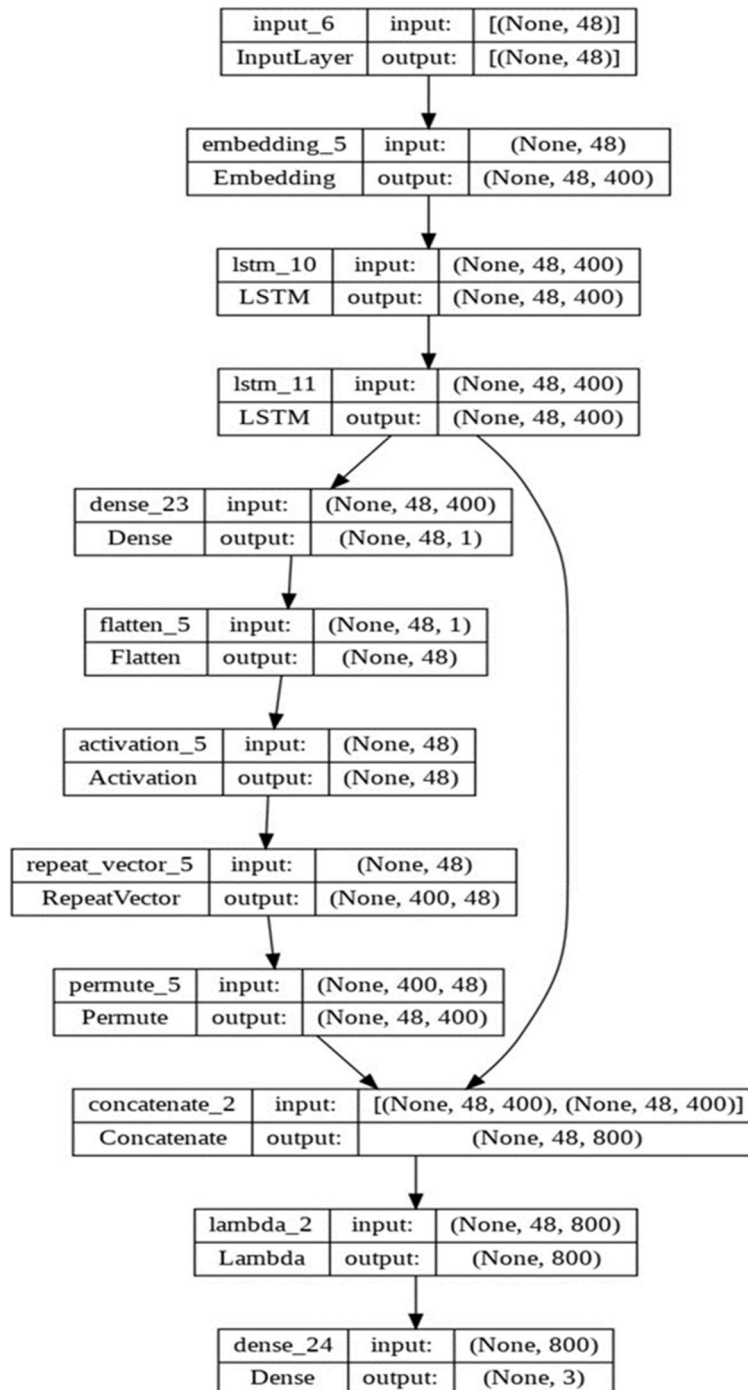 input_6 input: [(None, 48)]
InputLayer output: [(None, 48)]
embedding_5 input: (None, 48)
Embedding output: (None, 48, 400)
lstm_10 input: (None, 48, 400)
LSTM output: (None, 48, 400)
lstm_11 input: (None, 48, 400)
LSTM output: (None, 48, 400)
dense_23 input: (None, 48, 400)
Dense output: (None, 48, 1)
flatten_5 input: (None, 48, 1)
Flatten output: (None, 48)
activation_5 input: (None, 48)
Activation output: (None, 48)
repeat_vector_5 input: (None, 48)
RepeatVector output: (None, 400, 48)
permute_5 input: (None, 400, 48)
Permute output: (None, 48, 400)
concatenate_2 input: [(None, 48, 400), (None, 48, 400)]
Concatenate output: (None, 48, 800)
lambda_2 input: (None, 48, 800)
Lambda output: (None, 800)
dense_24 input: (None, 800)
Dense output: (None, 3)